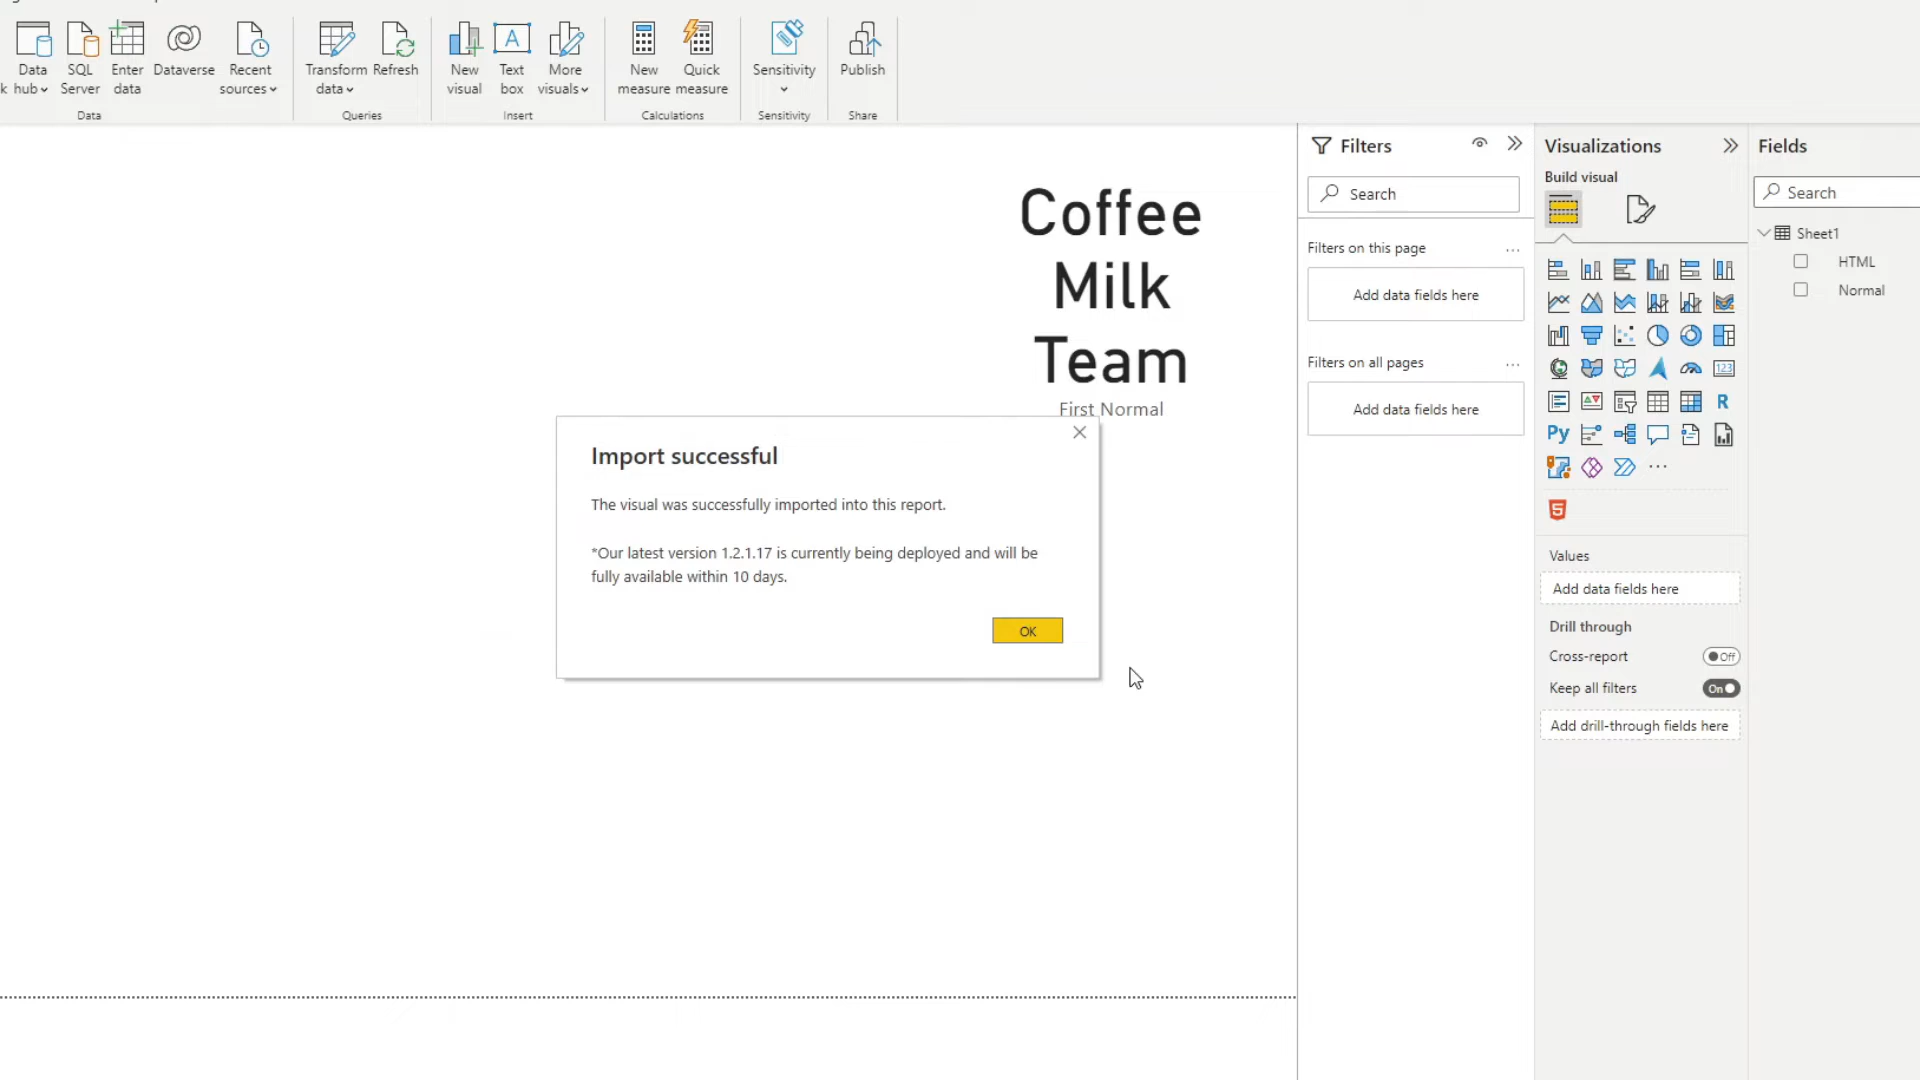 Data hub
SQL Server
Enter data
Dataverse
Recent sources
Data
Transform data
Refresh
Queries
New visual
Text box
More visuals
Insert
New measure
Quick measure
Calculations
Sensitivity
Sensitivity
Publish
Share
Coffee
Milk
Team
First Normal
Import successful
The visual was successfully imported into this report.
*Our latest version 1.2.1.17 is currently being deployed and will be
fully available within 10 days.
OK
Filters
Search
Filters on this page
...
Add data fields here
Filters on all pages
...
Add data fields here
Visualizations
Build visual
123
R
Py
...
5
Values
Add data fields here
Drill through
Cross-report
Off
Keep all filters
On
Add drill-through fields here
Fields
Search
Sheet1
HTML
Normal